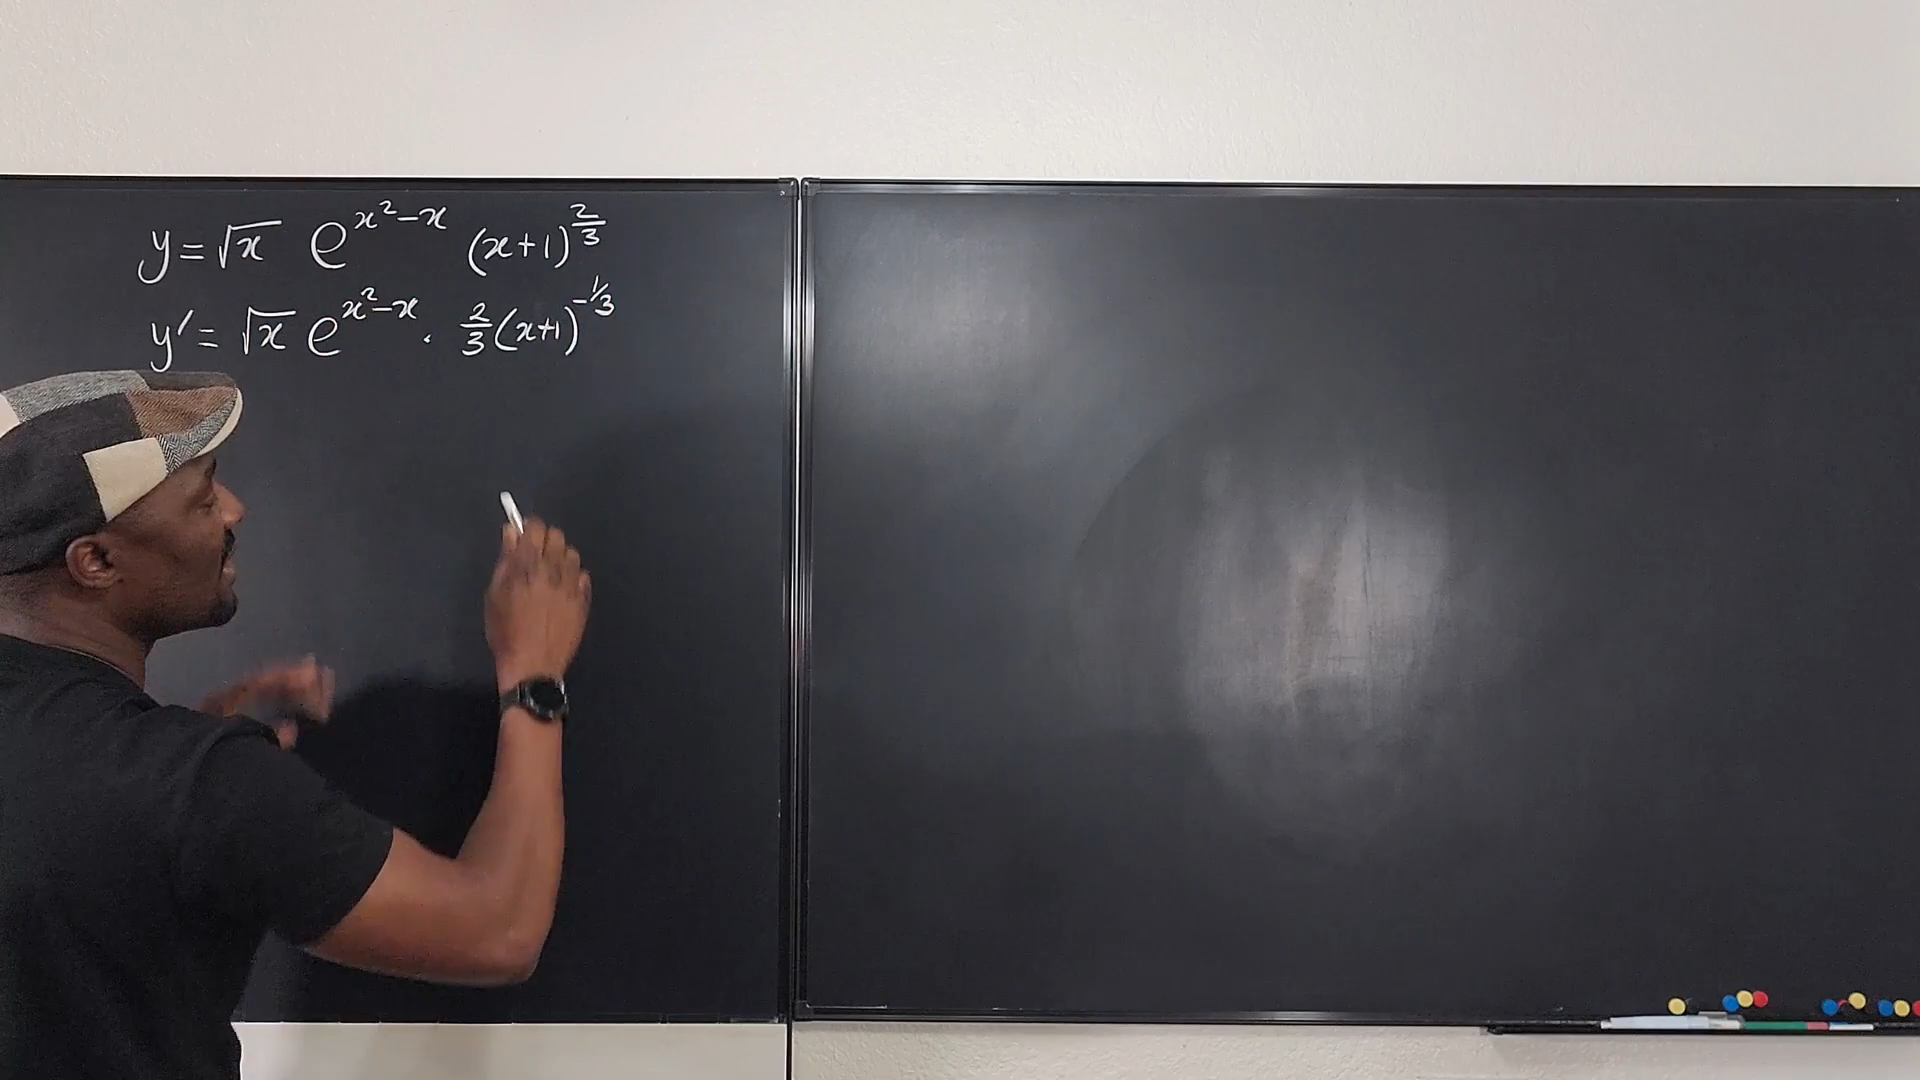 y = √x e^{x²-x} (x+1)^{2/3}
y' = √x e^{x²-x} · 2/3 (x+1)^{-1/3}